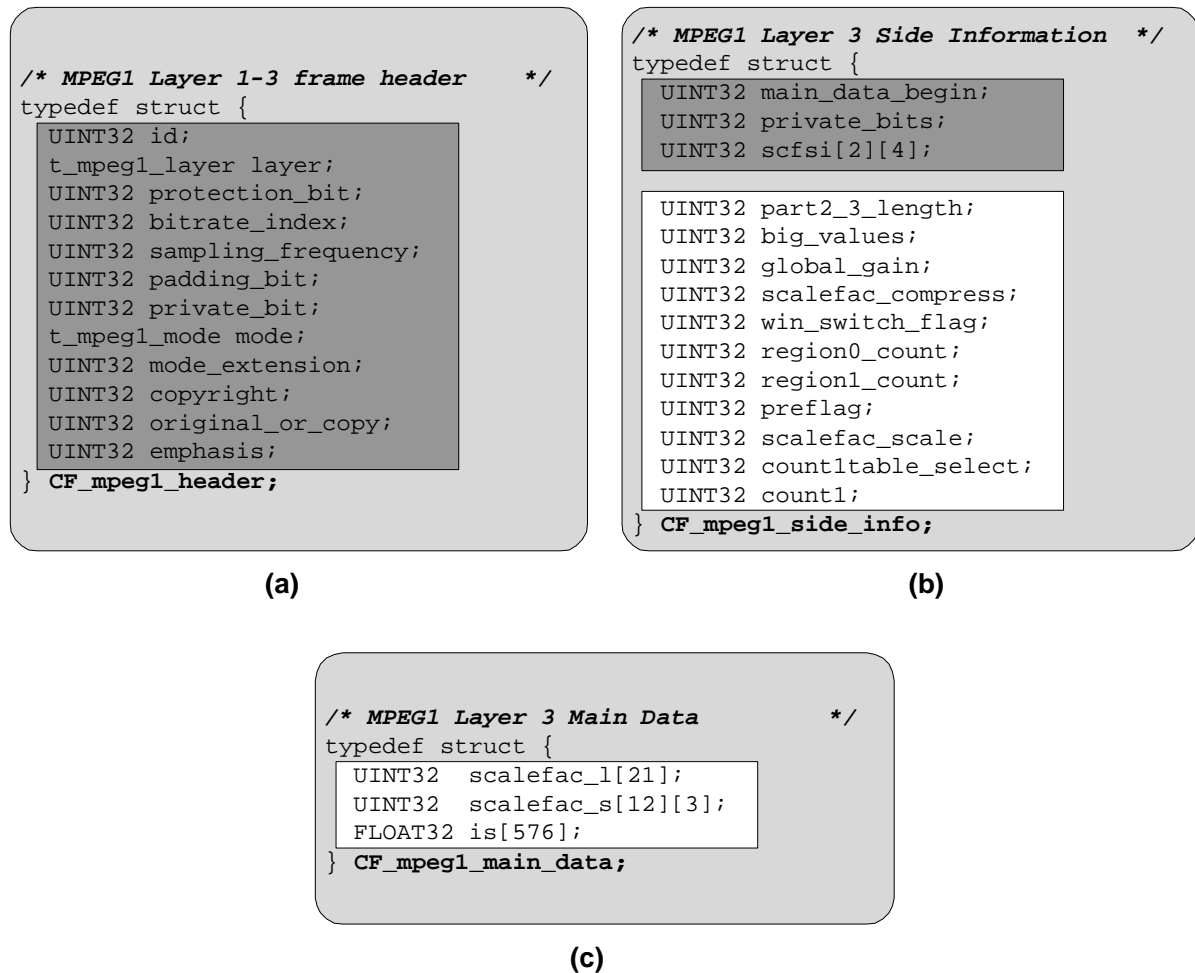 /* MPEG1 Layer 1-3 frame header */
typedef struct {
UINT32 id;
t_mpeg1_layer layer;
UINT32 protection_bit;
UINT32 bitrate_index;
UINT32 sampling_frequency;
UINT32 padding_bit;
UINT32 private_bit;
t_mpeg1_mode mode;
UINT32 mode_extension;
UINT32 copyright;
UINT32 original_or_copy;
UINT32 emphasis;
} CF_mpeg1_header;
(a)
/* MPEG1 Layer 3 Side Information */
typedef struct {
UINT32 main_data_begin;
UINT32 private_bits;
UINT32 scfsi[2][4];
UINT32 part2_3_length;
UINT32 big_values;
UINT32 global_gain;
UINT32 scalefac_compress;
UINT32 win_switch_flag;
UINT32 region0_count;
UINT32 region1_count;
UINT32 preflag;
UINT32 scalefac_scale;
UINT32 count1table_select;
UINT32 count1;
} CF_mpeg1_side_info;
(b)
/* MPEG1 Layer 3 Main Data */
typedef struct {
UINT32 scalefac_l[21];
UINT32 scalefac_s[12][3];
FLOAT32 is[576];
} CF_mpeg1_main_data;
(c)